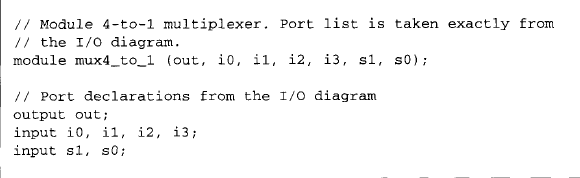 // Module 4-to-1 multiplexer. Port list is taken exactly from
// the I/O diagram.
module mux4_to_1 (out, i0, i1, i2, i3, s1, s0);
// Port declarations from the I/O diagram
output out;
input i0, i1, i2, i3;
input s1, s0;